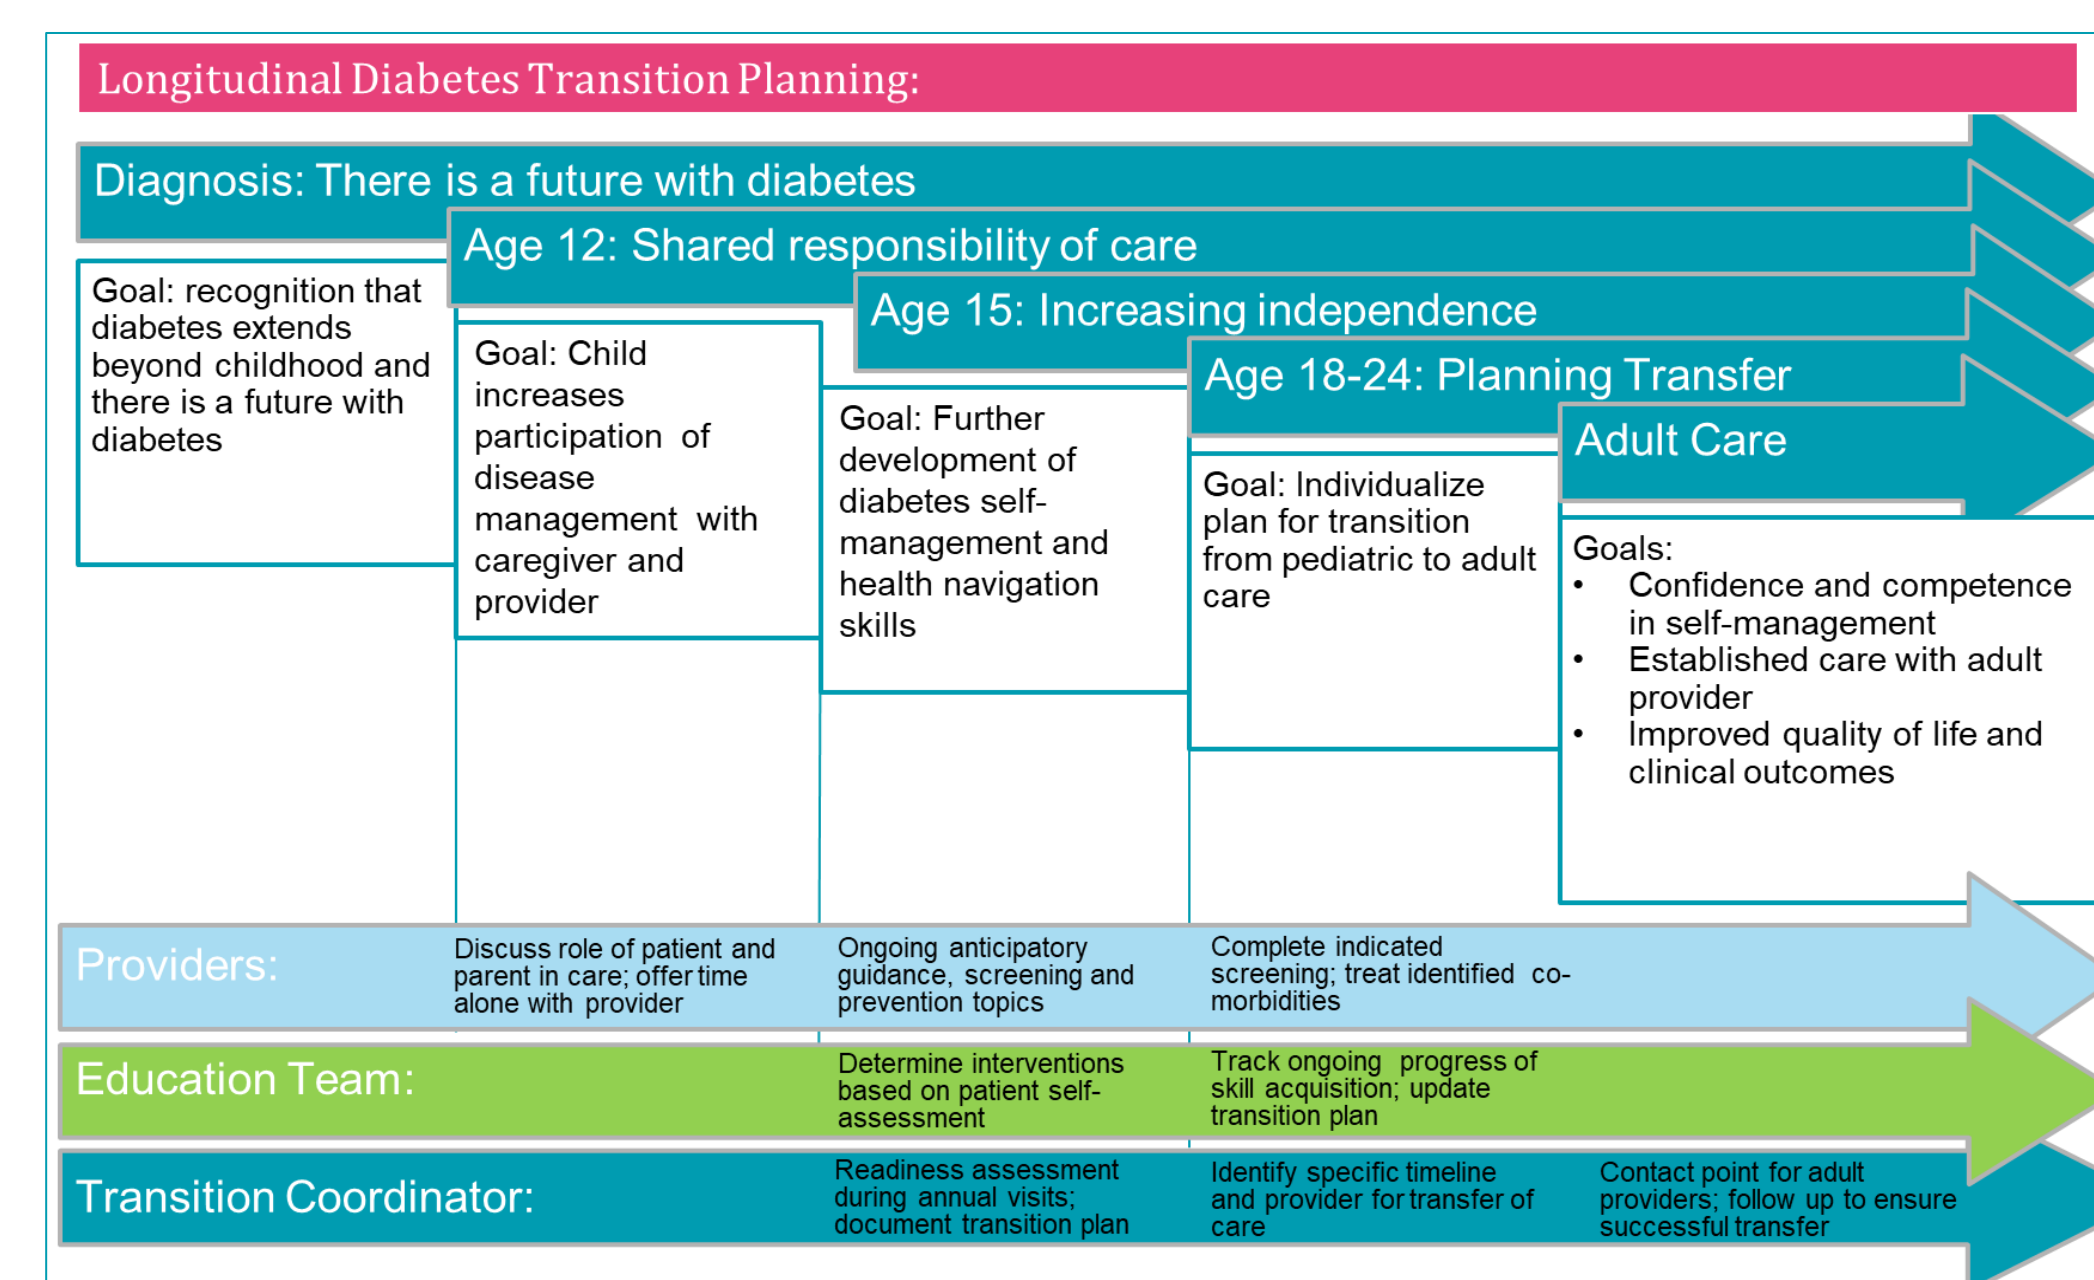 Longitudinal Diabetes Transition Planning:
Diagnosis: There is a future with diabetes
Age 12: Shared responsibility of care
Age 15: Increasing independence
Age 18-24: Planning Transfer
Adult Care
Goal: recognition that
diabetes extends
beyond childhood and
there is a future with
diabetes
Goal: Child
increases
participation of
disease
management with
caregiver and
provider
Goal: Further
development of
diabetes self-
management and
health navigation
skills
Goal: Individualize
plan for transition
from pediatric to adult
care
Goals:
• Confidence and competence
in self-management
• Established care with adult
provider
• Improved quality of life and
clinical outcomes
Providers:
Discuss role of patient and
parent in care; offer time
alone with provider
Ongoing anticipatory
guidance, screening and
prevention topics
Complete indicated
screening; treat identified co-
morbidities
Education Team:
Determine interventions
based on patient self-
assessment
Track ongoing progress of
skill acquisition; update
transition plan
Transition Coordinator:
Readiness assessment
during annual visits;
document transition plan
Identify specific timeline
and provider for transfer of
care
Contact point for adult
providers; follow up to ensure
successful transfer